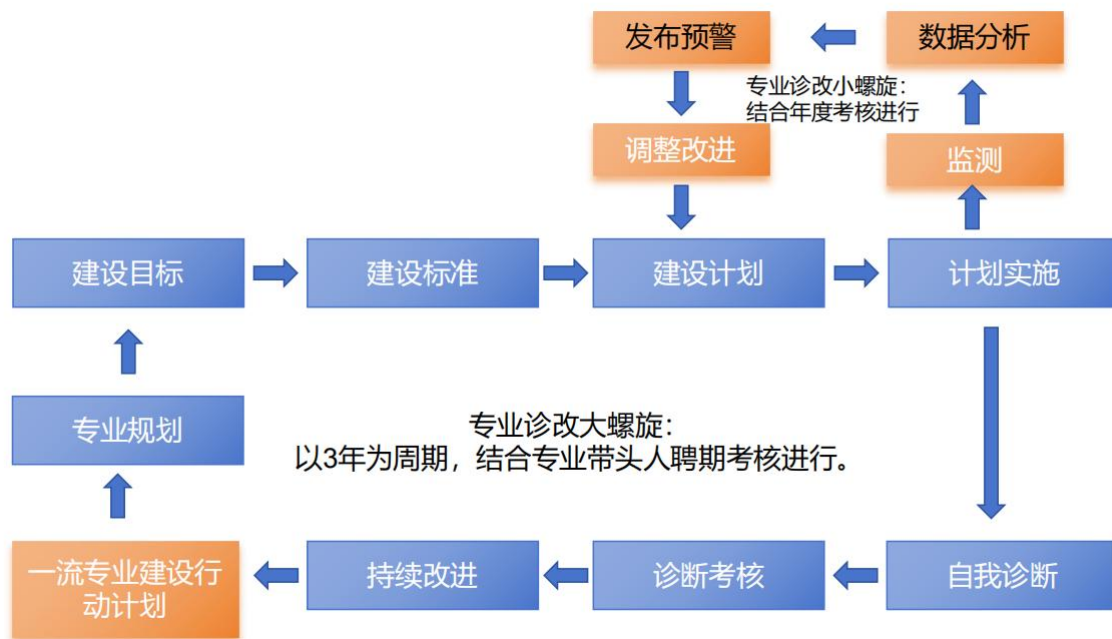 发布预警
数据分析
专业诊改小螺旋：
结合年度考核进行
调整改进
监测
建设目标
建设标准
建设计划
计划实施
专业规划
专业诊改大螺旋：
以3年为周期，结合专业带头人聘期考核进行。
一流专业建设行
动计划
持续改进
诊断考核
自我诊断